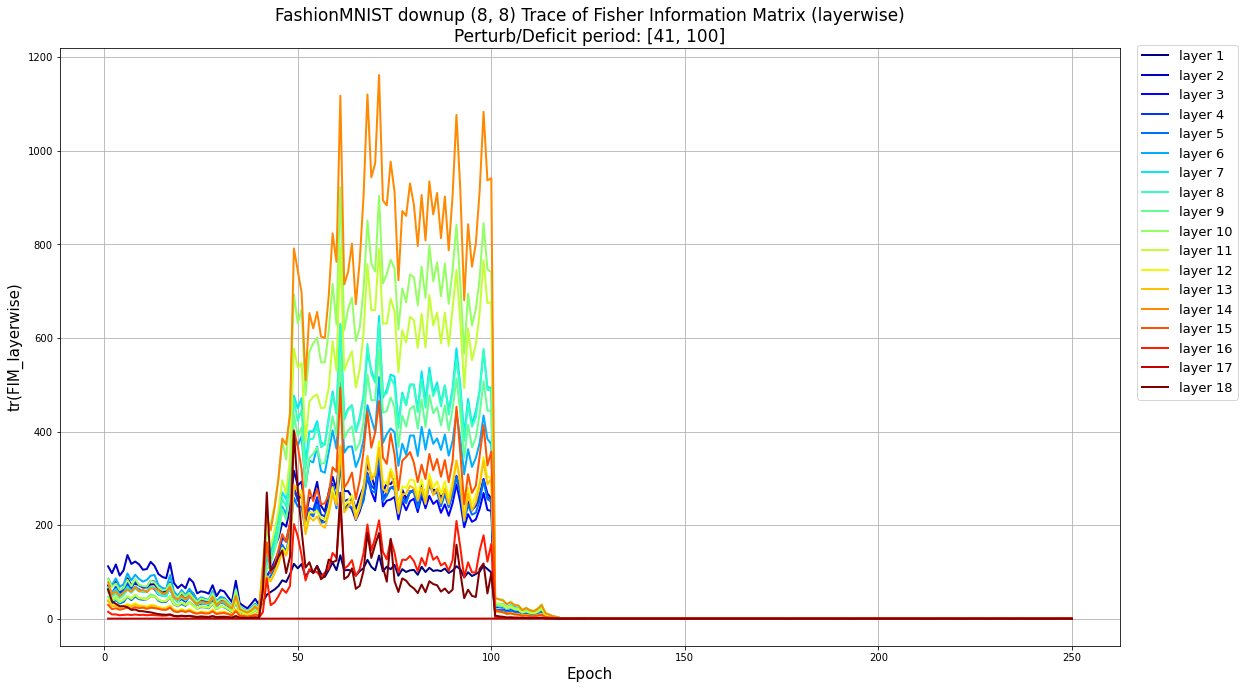 FashionMNIST downup (8, 8) Trace of Fisher Information Matrix (layerwise)
Perturb/Deficit period: [41, 100]
tr(FIM_layerwise)
1200
1000
800
600
400
200
0
0 50 100 150 200 250
Epoch
layer 1
layer 2
layer 3
layer 4
layer 5
layer 6
layer 7
layer 8
layer 9
layer 10
layer 11
layer 12
layer 13
layer 14
layer 15
layer 16
layer 17
layer 18